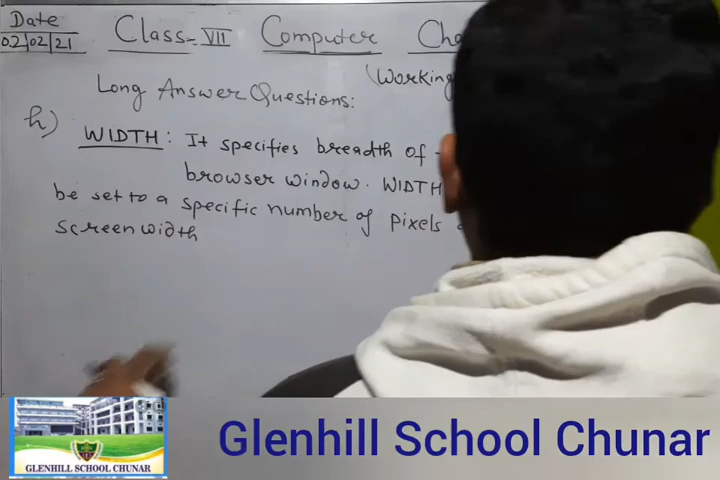 Date
02/02/21
Class-VII Computer
(Working
Long Answer Questions:
h) WIDTH: It specifies breadth of
browser window. WIDTH
be set to a specific number of pixels
screen width
GLENHILL SCHOOL CHUNAR
Glenhill School Chunar